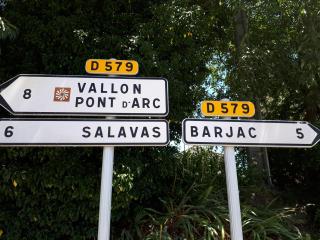 D 579
8 VALLON
PONT D'ARC
6 SALAVAS
D 579
BARJAC 5